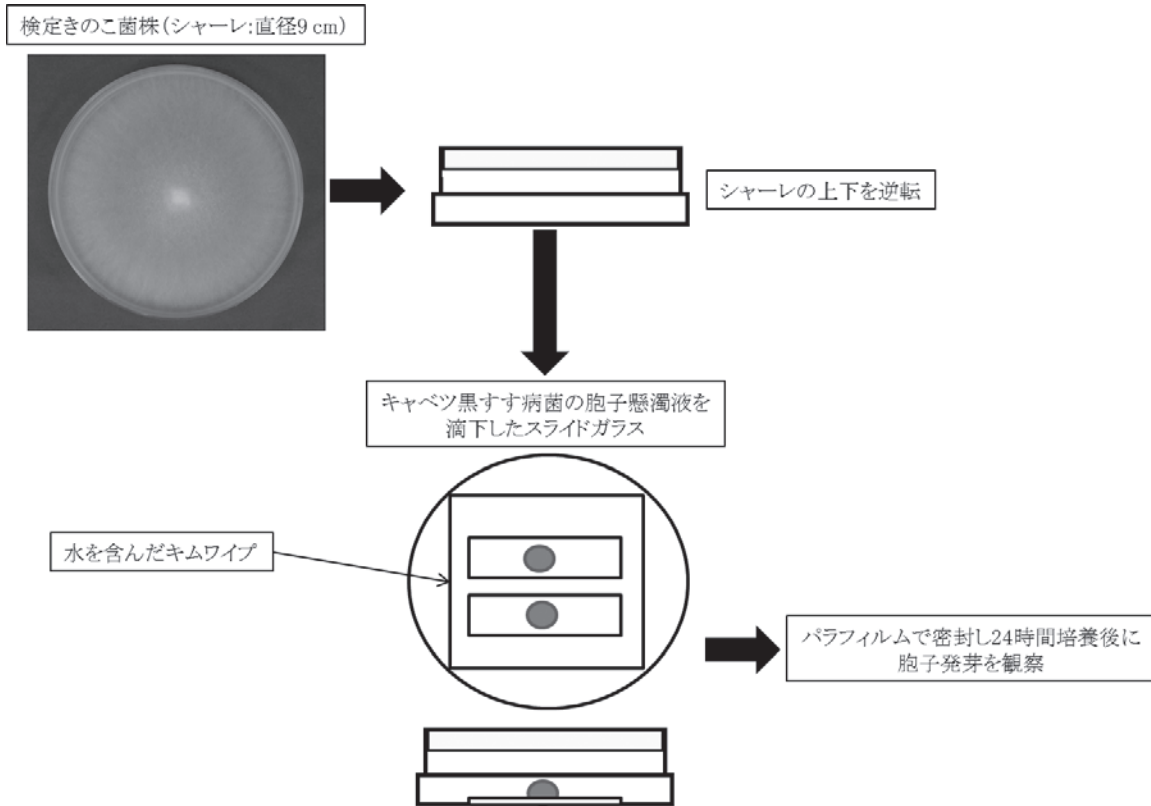 検定きのこ菌株(シャーレ:直径9 cm)
シャーレの上下を逆転
キャベツ黒すす病菌の胞子懸濁液を
滴下したスライドガラス
水を含んだキムワイプ
パラフィルムで密封し24時間培養後に
胞子発芽を観察